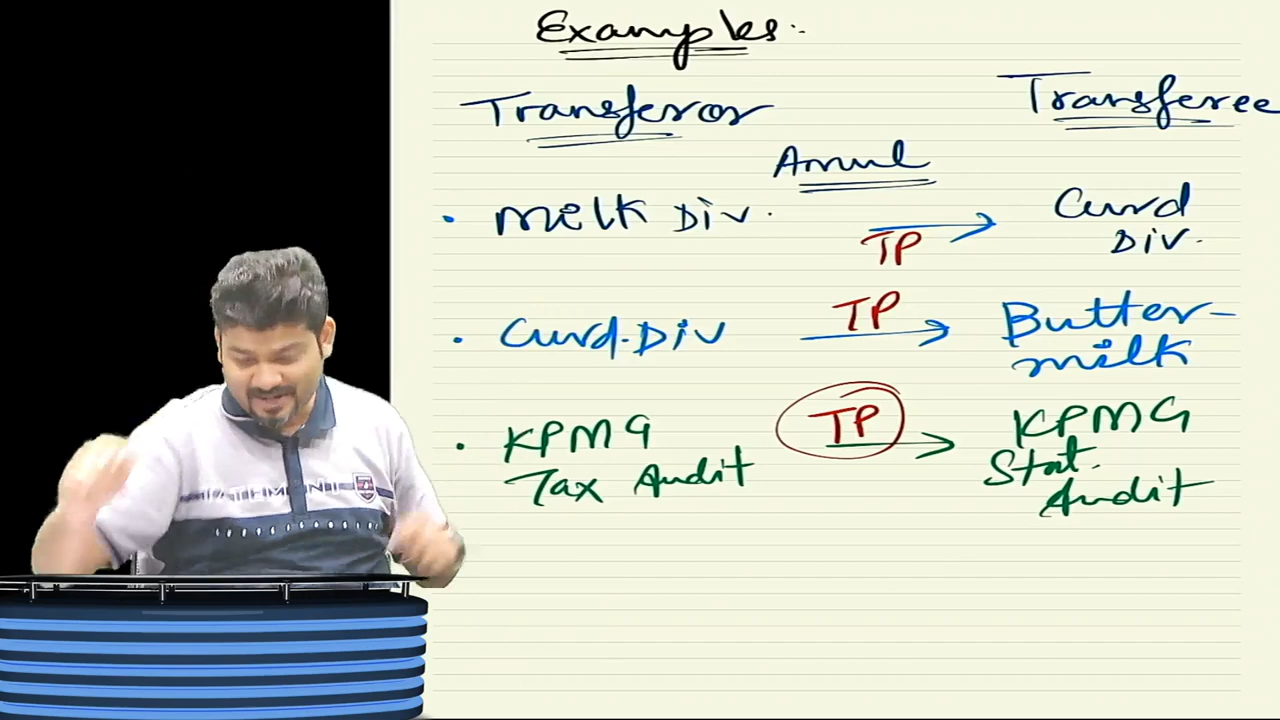 Examples:
Transferor Transferee
Amul
• Milk Div. TP Curd
Div.
• Curd. Div TP Butter-
milk
• KPMG TP KPMG
Tax Audit Stat.
Audit